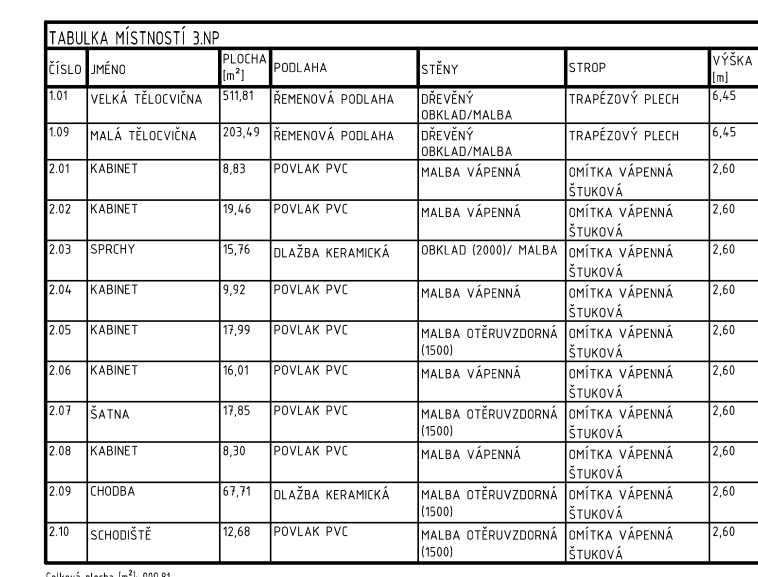 TABULKA MÍSTNOSTÍ 3.NP
ČÍSLO JMÉNO PLOCHA [m²] PODLAHA STĚNY STROP VÝŠKA [m]
1.01 VELKÁ TĚLOCVIČNA 511,81 ŘEMENOVÁ PODLAHA DŘEVĚNÝ OBKLAD/MALBA TRAPÉZOVÝ PLECH 6,45
1.09 MALÁ TĚLOCVIČNA 203,49 ŘEMENOVÁ PODLAHA DŘEVĚNÝ OBKLAD/MALBA TRAPÉZOVÝ PLECH 6,45
2.01 KABINET 8,83 POVLAK PVC MALBA VÁPENNÁ OMÍTKA VÁPENNÁ ŠTUKOVÁ 2,60
2.02 KABINET 19,46 POVLAK PVC MALBA VÁPENNÁ OMÍTKA VÁPENNÁ ŠTUKOVÁ 2,60
2.03 SPRCHY 15,76 DLAŽBA KERAMICKÁ OBKLAD (2000)/ MALBA OMÍTKA VÁPENNÁ ŠTUKOVÁ 2,60
2.04 KABINET 9,92 POVLAK PVC MALBA VÁPENNÁ OMÍTKA VÁPENNÁ ŠTUKOVÁ 2,60
2.05 KABINET 17,99 POVLAK PVC MALBA OTĚRUVZDORNÁ (1500) OMÍTKA VÁPENNÁ ŠTUKOVÁ 2,60
2.06 KABINET 16,01 POVLAK PVC MALBA VÁPENNÁ OMÍTKA VÁPENNÁ ŠTUKOVÁ 2,60
2.07 ŠATNA 17,85 POVLAK PVC MALBA OTĚRUVZDORNÁ (1500) OMÍTKA VÁPENNÁ ŠTUKOVÁ 2,60
2.08 KABINET 8,30 POVLAK PVC MALBA VÁPENNÁ OMÍTKA VÁPENNÁ ŠTUKOVÁ 2,60
2.09 CHODBA 67,71 DLAŽBA KERAMICKÁ MALBA OTĚRUVZDORNÁ (1500) OMÍTKA VÁPENNÁ ŠTUKOVÁ 2,60
2.10 SCHODIŠTĚ 12,68 POVLAK PVC MALBA OTĚRUVZDORNÁ (1500) OMÍTKA VÁPENNÁ ŠTUKOVÁ 2,60
Celková plocha [m²]: